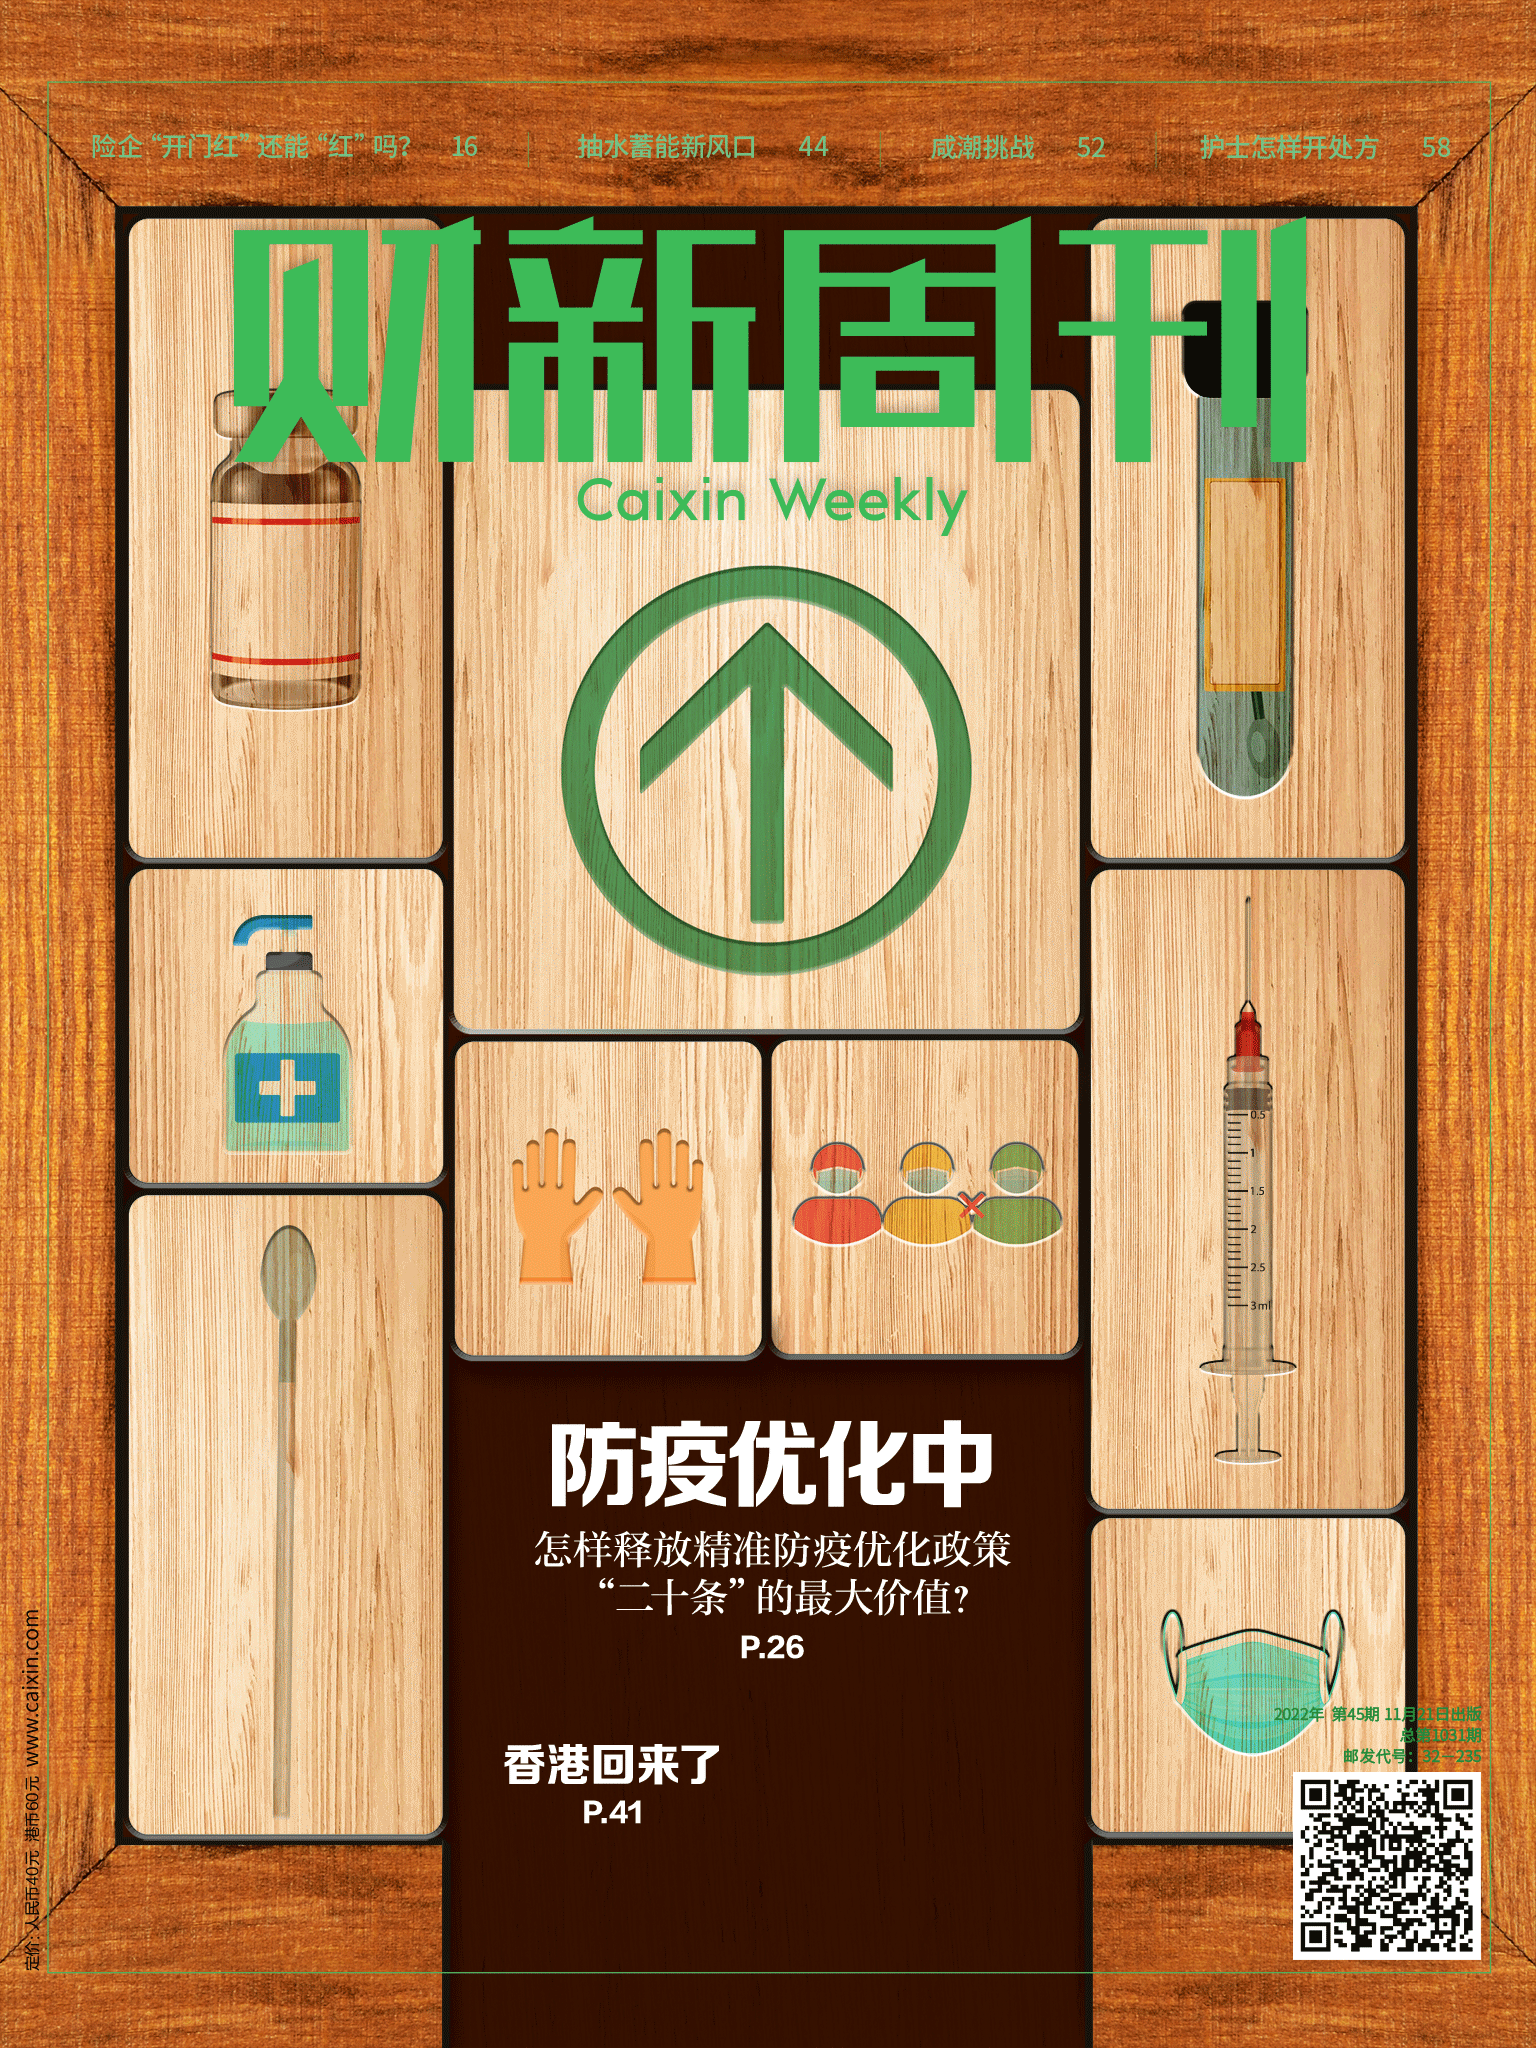 险企“开门红”还能“红”吗？ 16 抽水蓄能新风口 44 咸潮挑战 52 护士怎样开处方 58
财新周刊
Caixin Weekly
0.5
1
1.5
2
2.5
3ml
防疫优化中
怎样释放精准防疫优化政策
“二十条”的最大价值？
P.26
香港回来了
P.41
2022年 第45期 11月21日出版
总第1031期
邮发代号：32－235
定价：人民币40元 港币60元 www.caixin.com